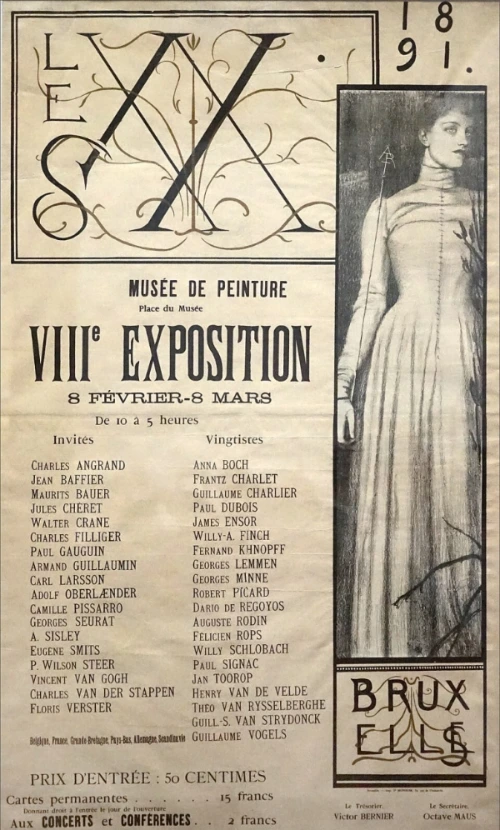 LES XX.
1891.
MUSÉE DE PEINTURE
Place du Musée
VIIIe EXPOSITION
8 FÉVRIER-8 MARS
De 10 à 5 heures
Invités
CHARLES ANGRAND
JEAN BAFFIER
MAURITS BAUER
JULES CHÉRET
WALTER CRANE
CHARLES FILLIGER
PAUL GAUGUIN
ARMAND GUILLAUMIN
CARL LARSSON
ADOLF OBERLÆNDER
CAMILLE PISSARRO
GEORGES SEURAT
A. SISLEY
EUGENE SMITS
P. WILSON STEER
VINCENT VAN GOGH
CHARLES VAN DER STAPPEN
FLORIS VERSTER
Belgique, France, Grande-Bretagne, Pays-Bas, Allemagne, Scandinavie
Vingtistes
ANNA BOCH
FRANTZ CHARLET
GUILLAUME CHARLIER
PAUL DUBOIS
JAMES ENSOR
WILLY-A. FINCH
FERNAND KHNOPFF
GEORGES LEMMEN
GEORGES MINNE
ROBERT PICARD
DARIO DE REGOYOS
AUGUSTE RODIN
FÉLICIEN ROPS
WILLY SCHLOBACH
PAUL SIGNAC
JAN TOOROP
HENRY VAN DE VELDE
THÉO VAN RYSSELBERGHE
GUILL-S. VAN STRYDONCK
GUILLAUME VOGELS
PRIX D'ENTRÉE : 50 CENTIMES
Cartes permanentes . . . . . . 15 francs
Donnant droit à l'entrée le jour de l'ouverture
Aux CONCERTS et CONFÉRENCES. . 2 francs
BRUXELLES
Le Trésorier,
Victor BERNIER
Le Secrétaire,
Octave MAUS